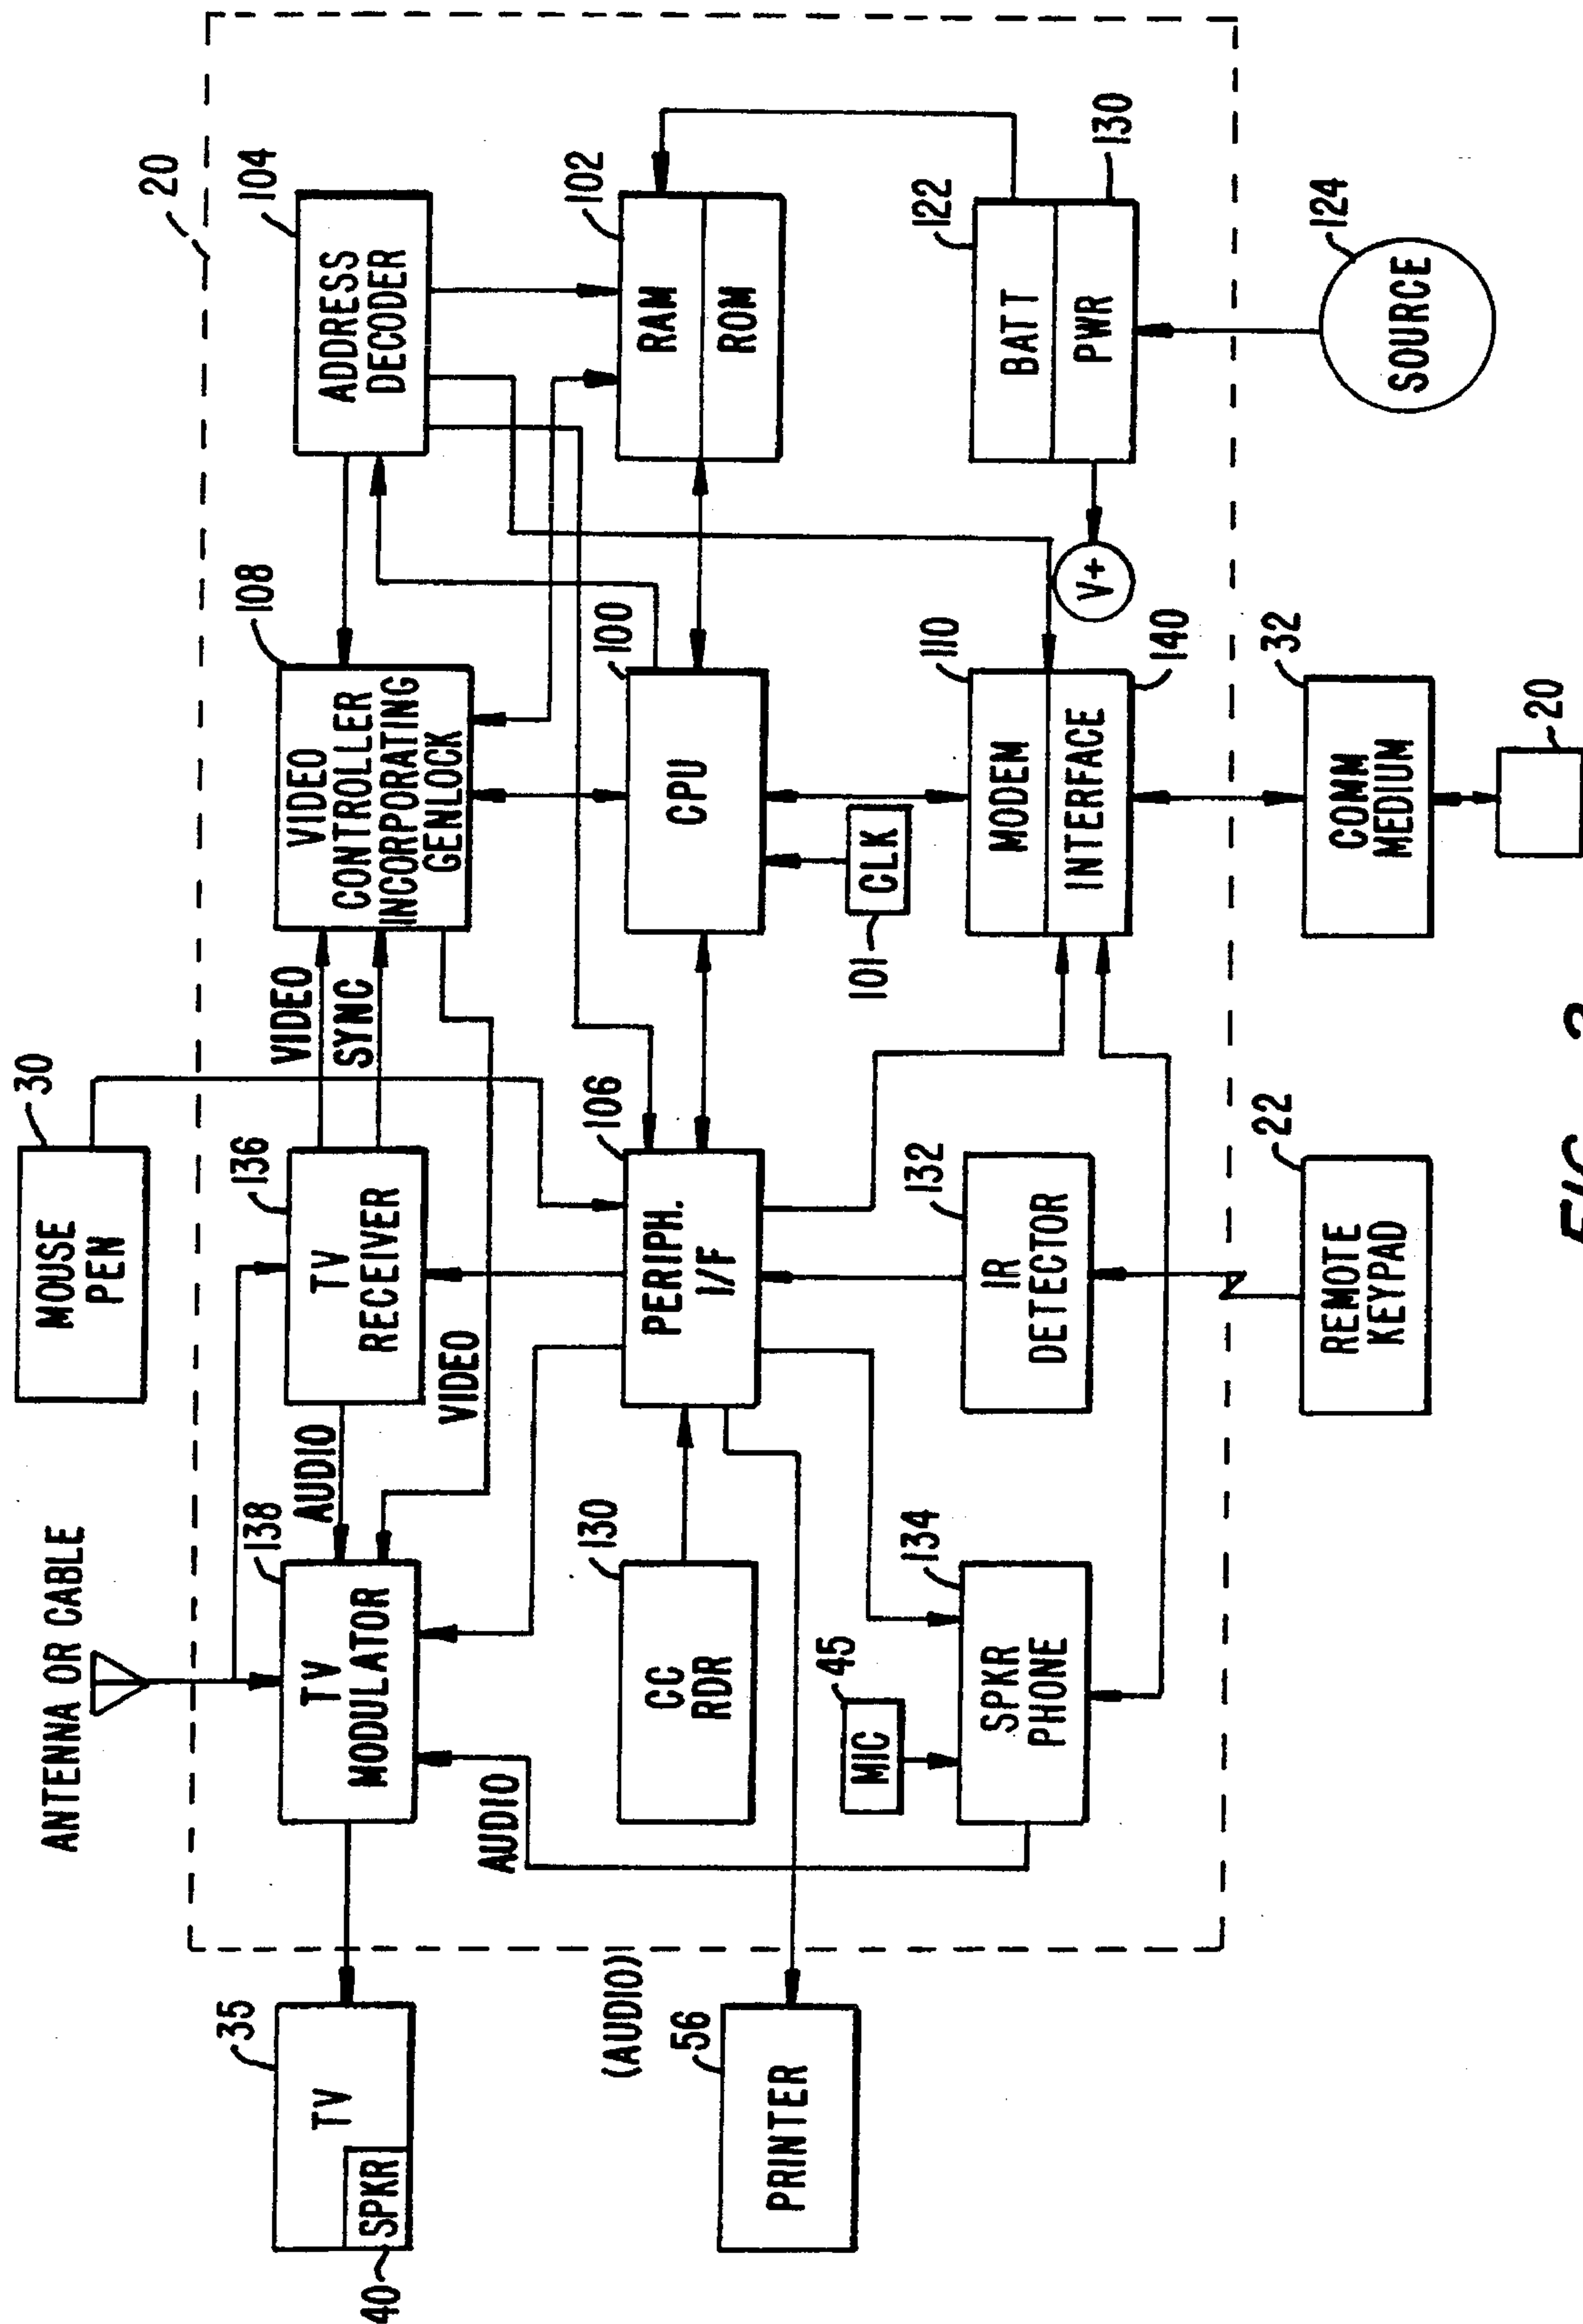 ANTENNA OR CABLE
30
MOUSE
PEN
20
35
TV
SPKR
40
138
TV
MODULATOR
AUDIO
136
TV
RECEIVER
VIDEO
SYNC
108
VIDEO
CONTROLLER
INCORPORATING
GENLOCK
104
ADDRESS
DECODER
AUDIO
VIDEO
(AUDIO)
56
PRINTER
130
CC
RDR
106
PERIPH.
I/F
100
CPU
102
RAM
ROM
45
MIC
134
SPKR
PHONE
132
IR
DETECTOR
101
CLK
110
MODEM
INTERFACE
140
V+
122
BATT
PWR
130
22
REMOTE
KEYPAD
32
COMM
MEDIUM
20
124
SOURCE